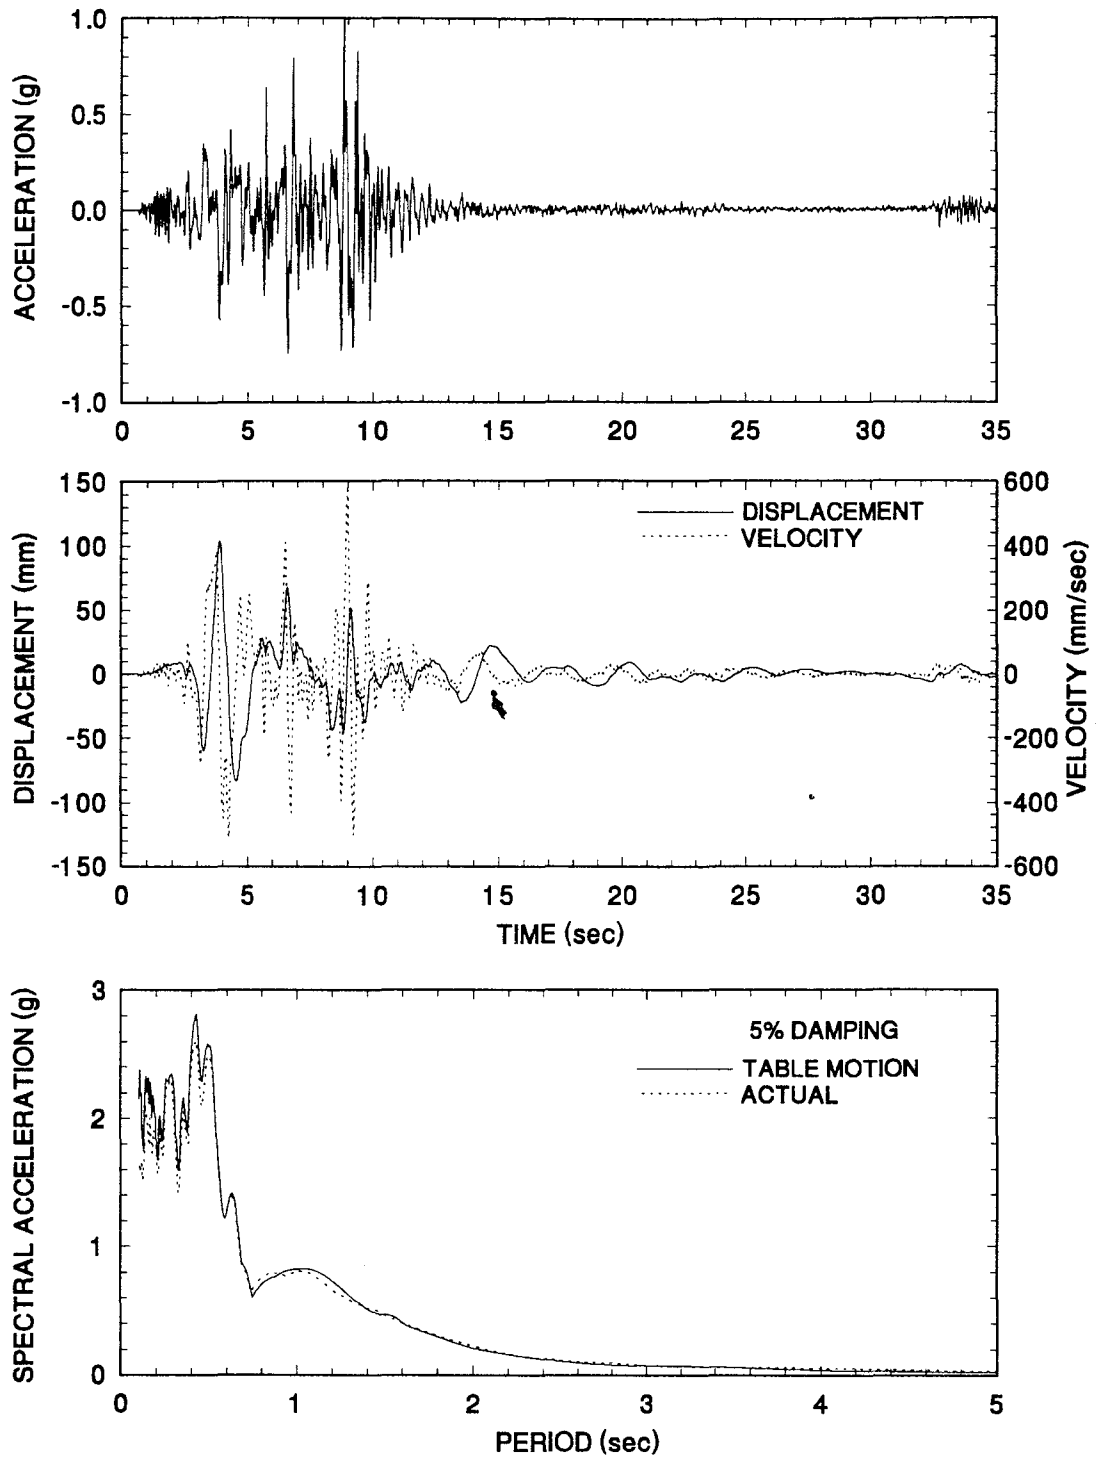 ACCELERATION (g)
1.0
0.5
0.0
-0.5
-1.0
0 5 10 15 20 25 30 35
DISPLACEMENT (mm)
150
100
50
0
-50
-100
-150
DISPLACEMENT
VELOCITY
600
400
200
0
-200
-400
-600
VELOCITY (mm/sec)
0 5 10 15 20 25 30 35
TIME (sec)
SPECTRAL ACCELERATION (g)
3
2
1
0
5% DAMPING
TABLE MOTION
ACTUAL
0 1 2 3 4 5
PERIOD (sec)